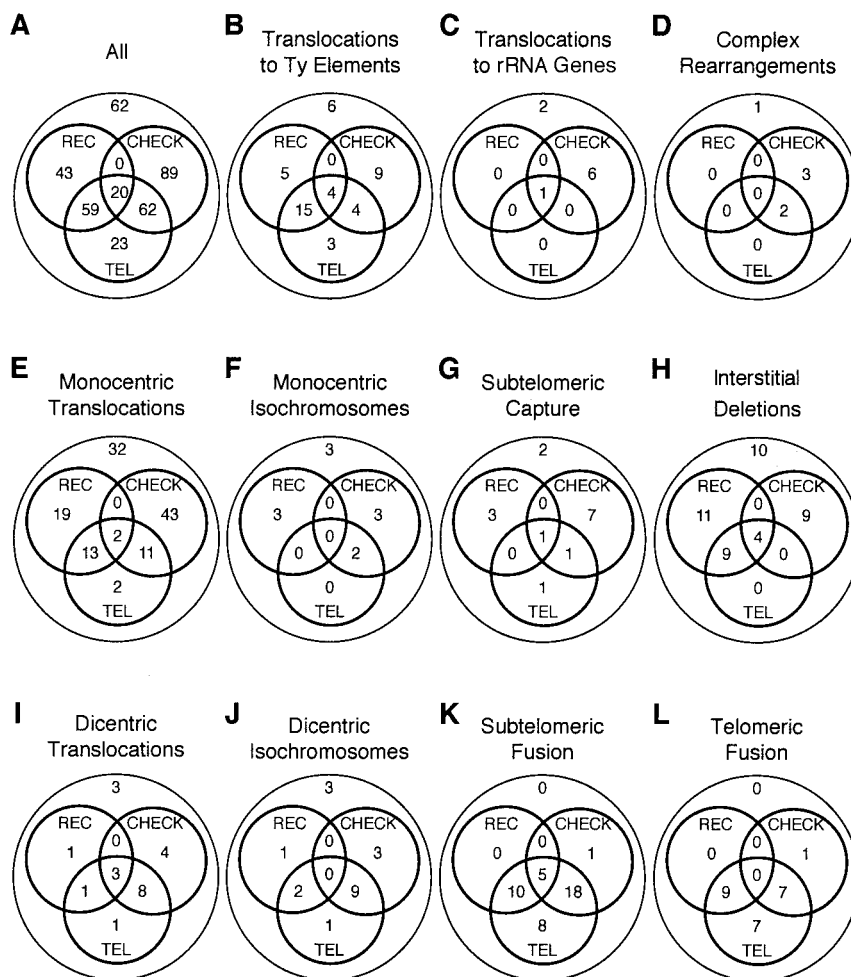 A
All
62
REC
CHECK
0
43
89
20
59
62
23
TEL
B
Translocations
to Ty Elements
6
REC
CHECK
0
5
9
4
15
4
3
TEL
C
Translocations
to rRNA Genes
2
REC
CHECK
0
0
6
1
0
0
0
TEL
D
Complex
Rearrangements
1
REC
CHECK
0
0
3
0
0
2
0
TEL
E
Monocentric
Translocations
32
REC
CHECK
0
19
43
2
13
11
2
TEL
F
Monocentric
Isochromosomes
3
REC
CHECK
0
3
3
0
0
2
0
TEL
G
Subtelomeric
Capture
2
REC
CHECK
0
3
7
1
0
1
1
TEL
H
Interstitial
Deletions
10
REC
CHECK
0
11
9
4
9
0
0
TEL
I
Dicentric
Translocations
3
REC
CHECK
0
1
4
3
1
8
1
TEL
J
Dicentric
Isochromosomes
3
REC
CHECK
0
1
3
0
2
9
1
TEL
K
Subtelomeric
Fusion
0
REC
CHECK
0
0
1
5
10
18
8
TEL
L
Telomeric
Fusion
0
REC
CHECK
0
0
1
0
9
7
7
TEL